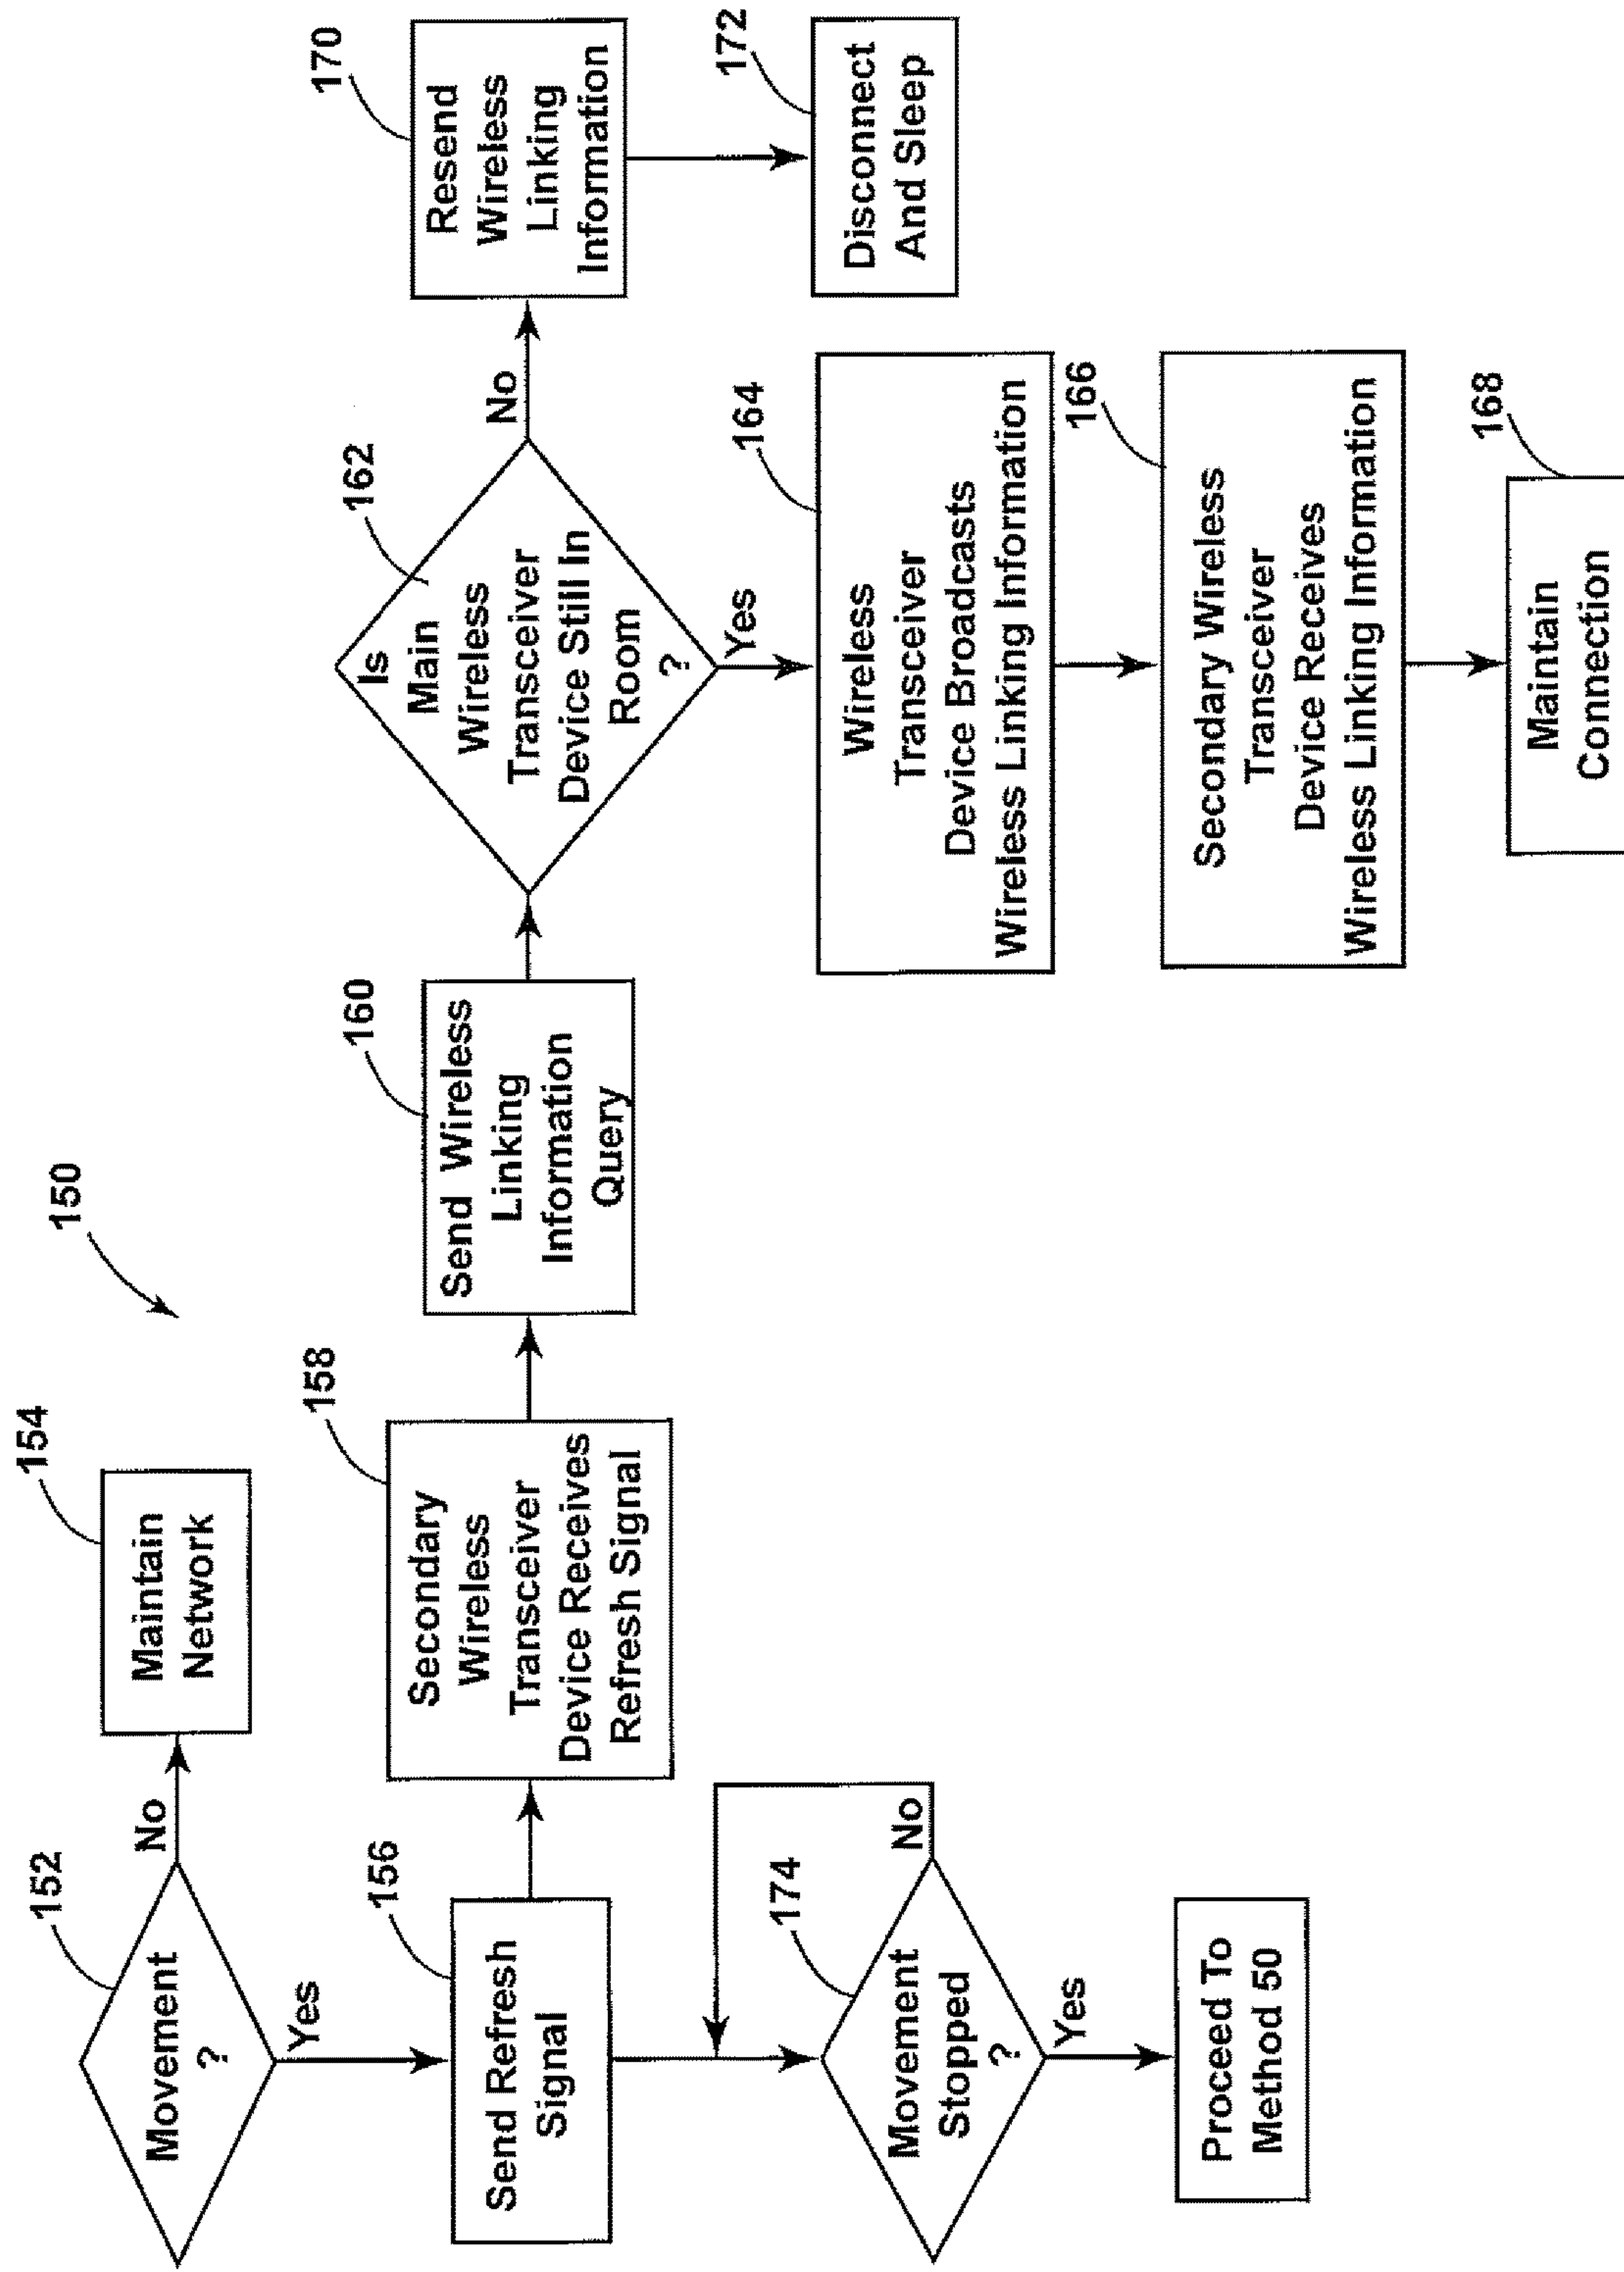 150
152
Movement
?
No
154
Maintain
Network
Yes
156
Send Refresh
Signal
158
Secondary
Wireless
Transceiver
Device Receives
Refresh Signal
160
Send Wireless
Linking
Information
Query
162
Is
Main
Wireless
Transceiver
Device Still In
Room
?
No
170
Resend
Wireless
Linking
Information
172
Disconnect
And Sleep
Yes
164
Wireless
Transceiver
Device Broadcasts
Wireless Linking Information
166
Secondary Wireless
Transceiver
Device Receives
Wireless Linking Information
168
Maintain
Connection
174
Movement
Stopped
?
No
Yes
Proceed To
Method 50